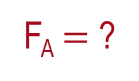 F_A = ?